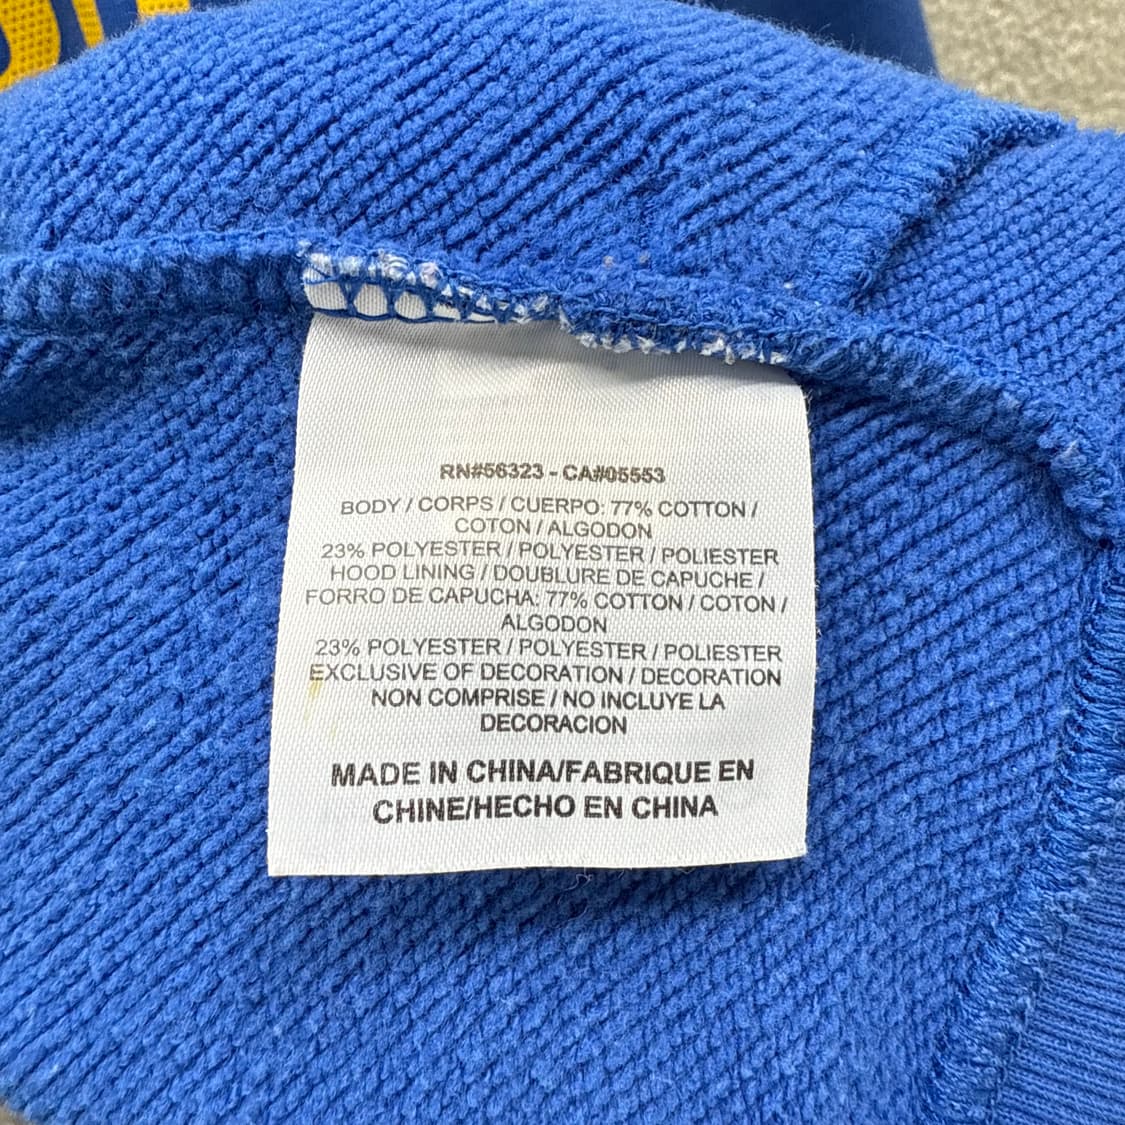 RN#56323 - CA#05553
BODY / CORPS / CUERPO: 77% COTTON /
COTON / ALGODON
23% POLYESTER / POLYESTER / POLIESTER
HOOD LINING / DOUBLURE DE CAPUCHE /
FORRO DE CAPUCHA: 77% COTTON / COTON /
ALGODON
23% POLYESTER / POLYESTER / POLIESTER
EXCLUSIVE OF DECORATION / DECORATION
NON COMPRISE / NO INCLUYE LA
DECORACION
MADE IN CHINA/FABRIQUE EN
CHINE/HECHO EN CHINA